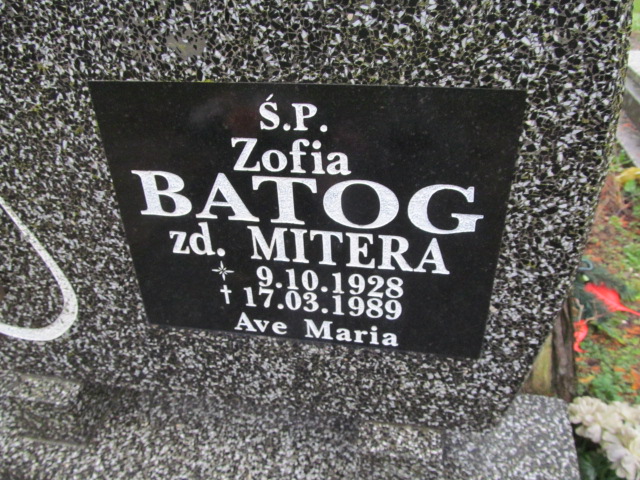 Ś.P.
Zofia
BATOG
zd. MITERA
9.10.1928
† 17.03.1989
Ave Maria